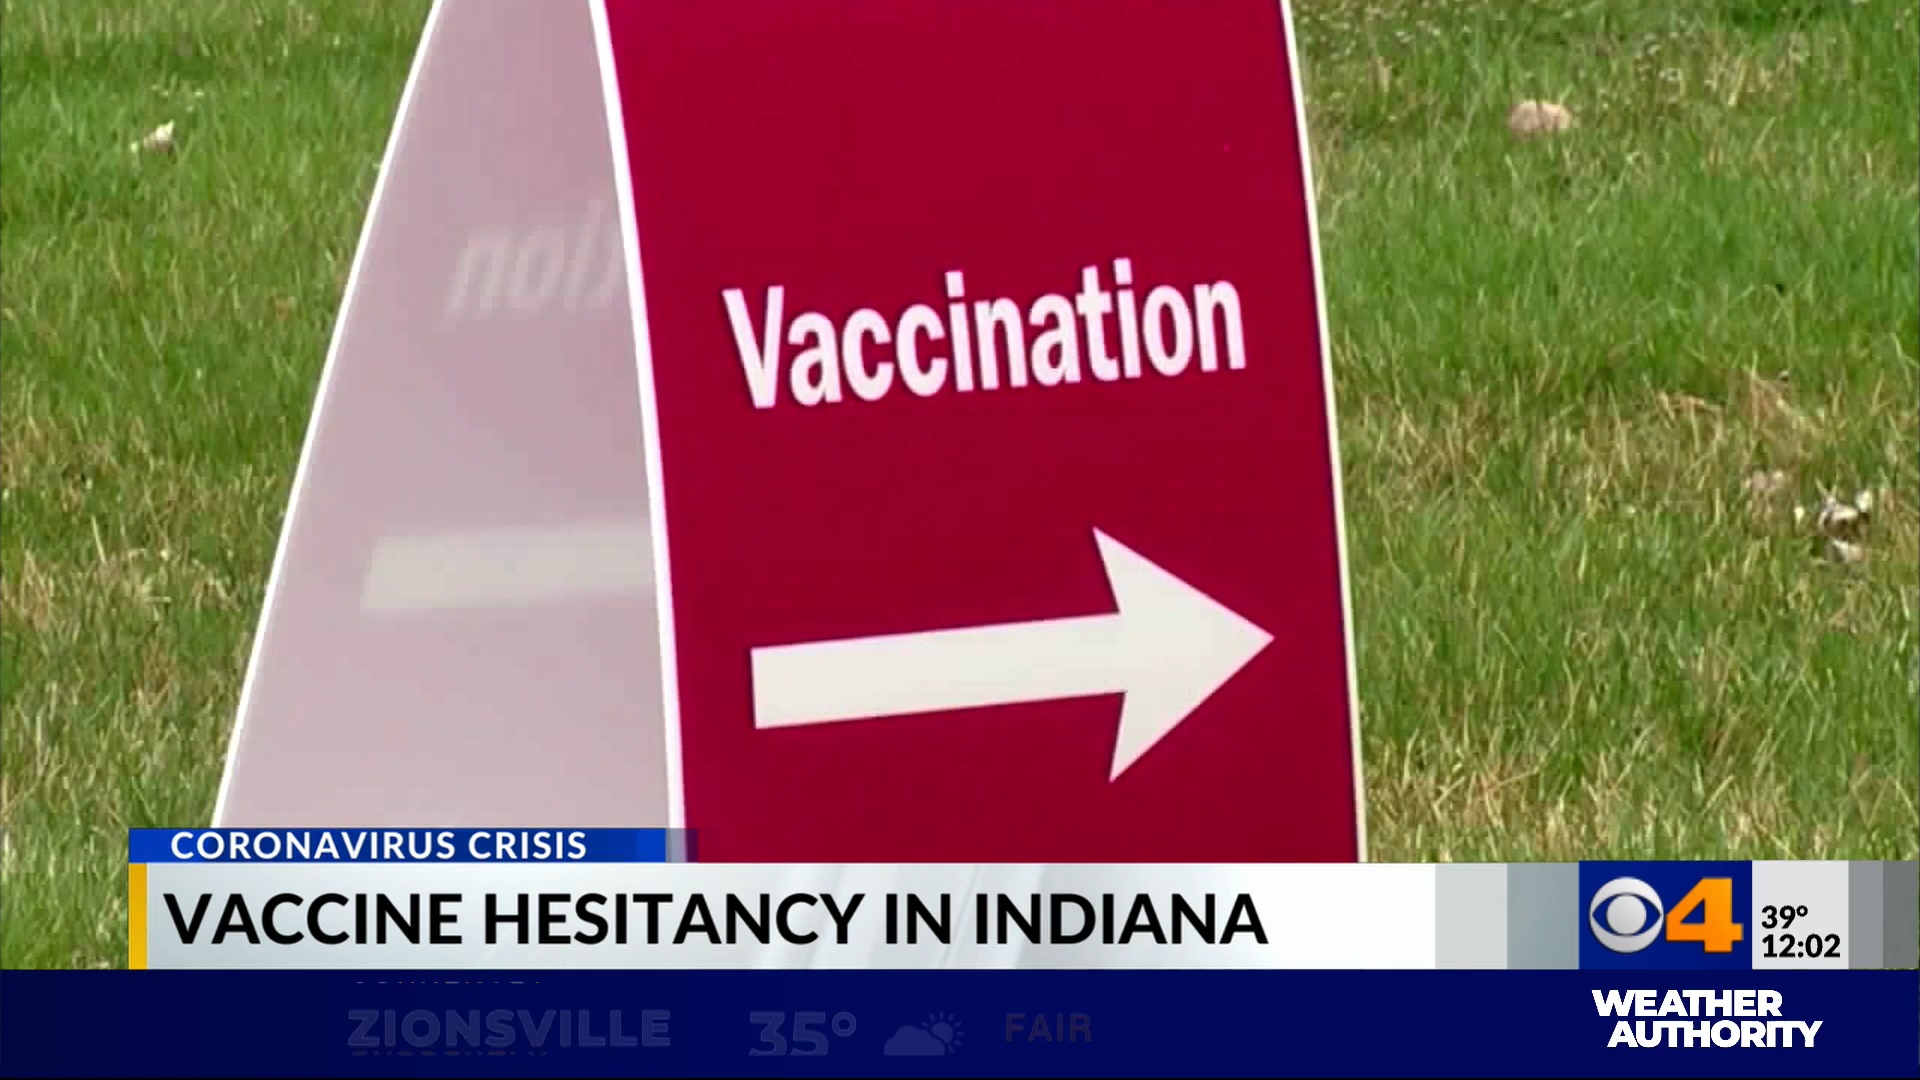 Vaccination
CORONAVIRUS CRISIS
VACCINE HESITANCY IN INDIANA
4
39°
12:02
ZIONSVILLE 35° FAIR
WEATHER
AUTHORITY